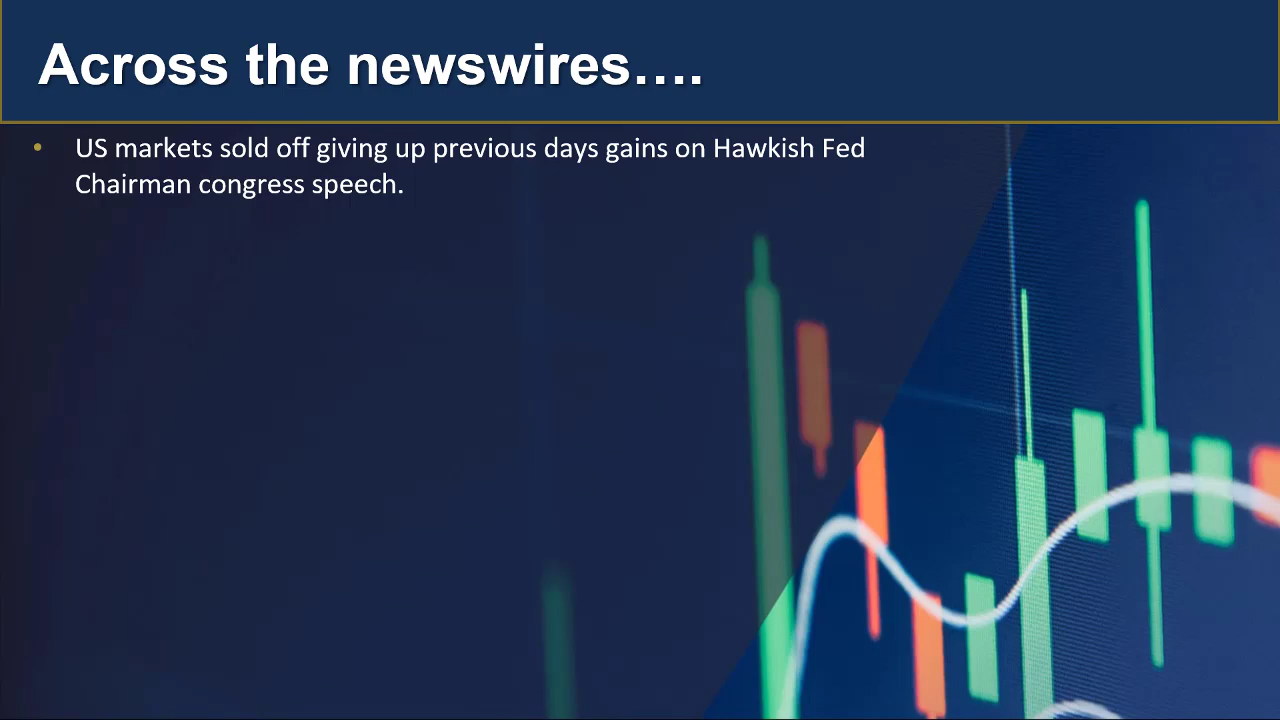 Across the newswires….
• US markets sold off giving up previous days gains on Hawkish Fed
Chairman congress speech.